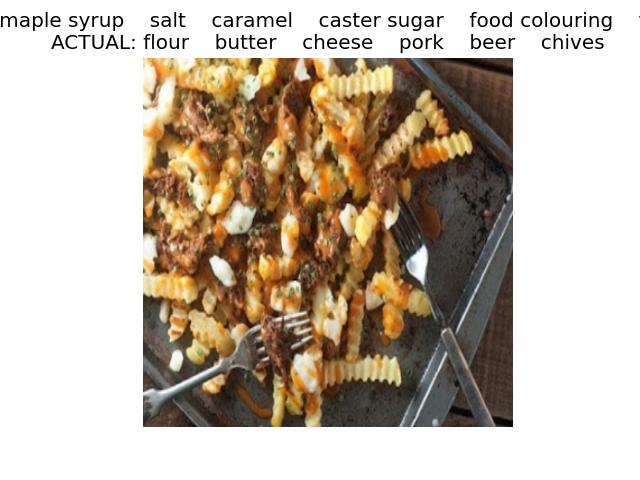 maple syrup salt caramel caster sugar food colouring
ACTUAL: flour butter cheese pork beer chives